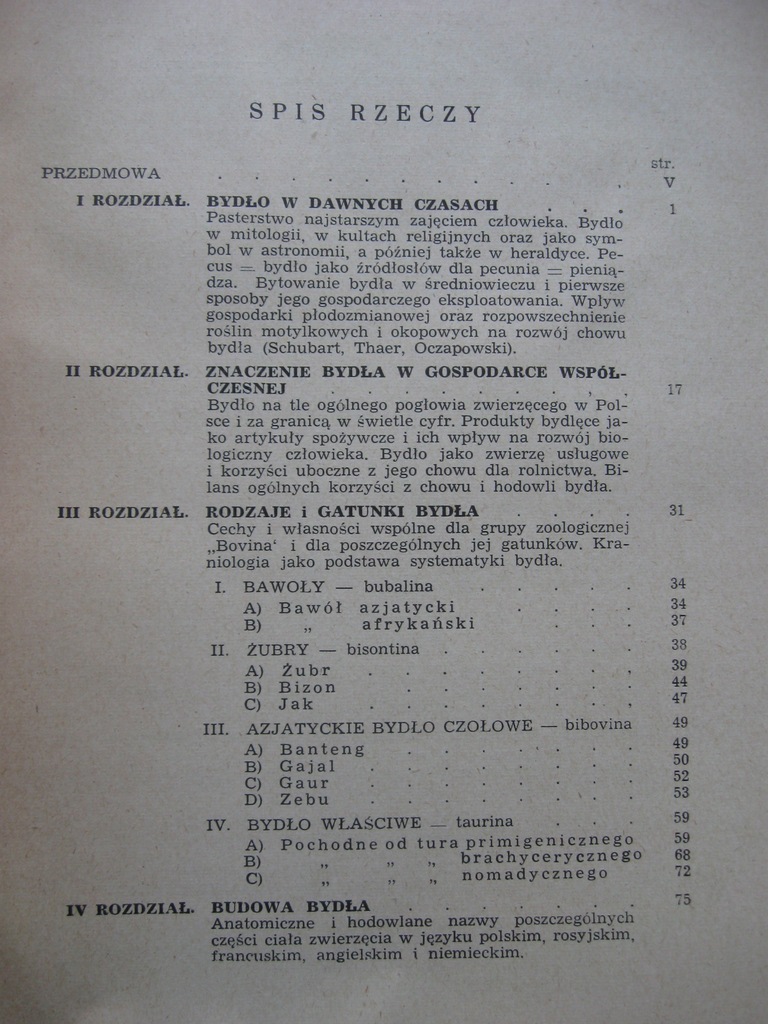 SPIS RZECZY
str.
PRZEDMOWA . . . . . . . . . . . V
I ROZDZIAŁ. BYDŁO W DAWNYCH CZASACH . . . 1
Pasterstwo najstarszym zajęciem człowieka. Bydło
w mitologii, w kultach religijnych oraz jako sym-
bol w astronomii, a później także w heraldyce. Pe-
cus = bydło jako źródłosłów dla pecunia = pienią-
dza. Bytowanie bydła w średniowieczu i pierwsze
sposoby jego gospodarczego eksploatowania. Wpływ
gospodarki płodozmianowej oraz rozpowszechnienie
roślin motylkowych i okopowych na rozwój chowu
bydła (Schubart, Thaer, Oczapowski).
II ROZDZIAŁ. ZNACZENIE BYDŁA W GOSPODARCE WSPÓŁ-
CZESNEJ . . . . . . . . , , 17
Bydło na tle ogólnego pogłowia zwierzęcego w Pol-
sce i za granicą w świetle cyfr. Produkty bydlęce ja-
ko artykuły spożywcze i ich wpływ na rozwój bio-
logiczny człowieka. Bydło jako zwierzę usługowe
i korzyści uboczne z jego chowu dla rolnictwa. Bi-
lans ogólnych korzyści z chowu i hodowli bydła.
III ROZDZIAŁ. RODZAJE i GATUNKI BYDŁA . . . . 31
Cechy i własności wspólne dla grupy zoologicznej
„Bovina‘ i dla poszczególnych jej gatunków. Kra-
niologia jako podstawa systematyki bydła.
I. BAWOŁY — bubalina . . . . . 34
A) Bawół azjatycki . . . . 34
B) „ afrykański . . . 37
II. ŻUBRY — bisontina . . . . . . 38
A) Żubr . . . . . . . , 39
B) Bizon . . . . . . 44
C) Jak . . . . . . . , 47
III. AZJATYCKIE BYDŁO CZOŁOWE — bibovina 49
A) Banteng . . . . . . . 49
B) Gajal . . . . . . . . 50
C) Gaur . . . . . . . . 52
D) Zebu . . . . . . . . 53
IV. BYDŁO WŁAŚCIWE — taurina . . . 59
A) Pochodne od tura primigenicznego 59
B) „ „ „ brachycerycznego 68
C) „ „ „ nomadycznego 72
IV ROZDZIAŁ. BUDOWA BYDŁA . . . . . . . 75
Anatomiczne i hodowlane nazwy poszczególnych
części ciała zwierzęcia w języku polskim, rosyjskim,
francuskim, angielskim i niemieckim.